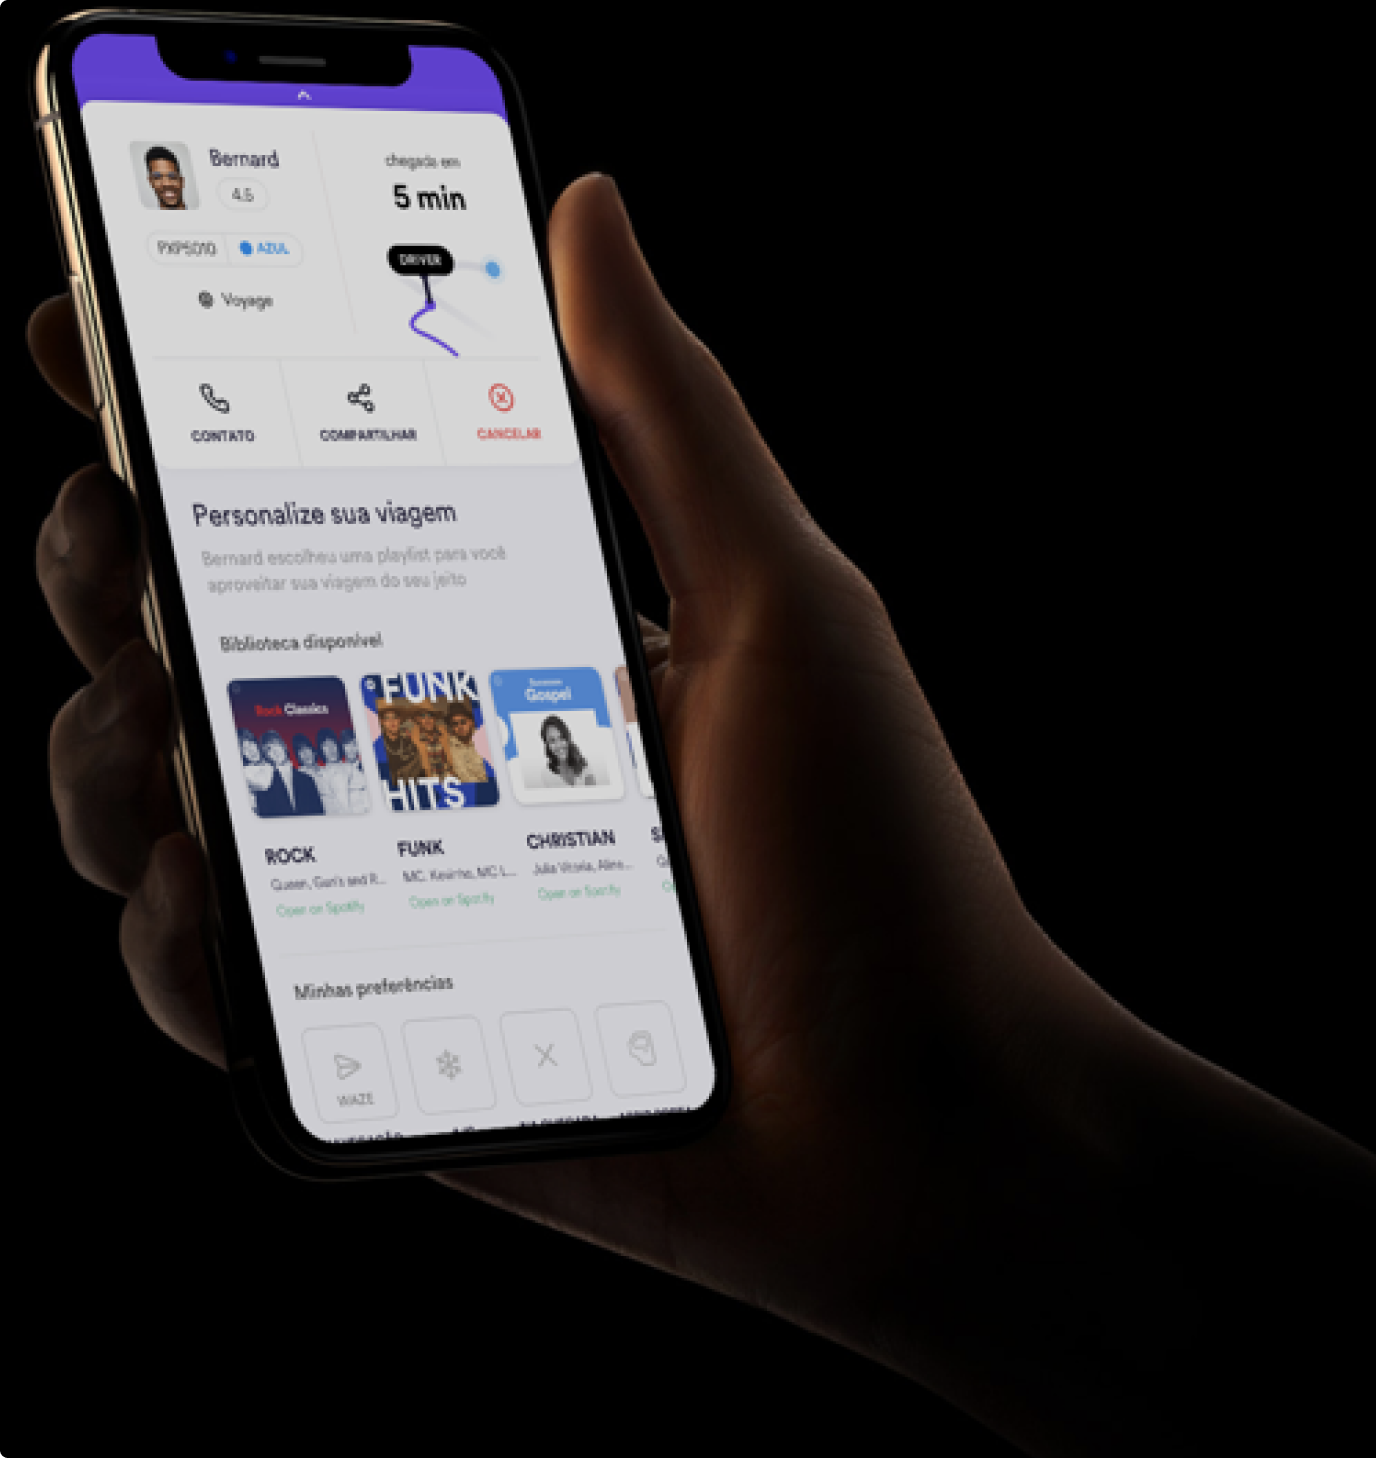 Bernard
4.5
PXP5010
AZUL
Voyage
chegada em
5 min
DRIVER
CONTATO
COMPARTILHAR
CANCELAR
Personalize sua viagem
Bernard escolheu uma playlist para você
aproveitar sua viagem do seu jeito
Biblioteca disponível
Rock Classics
FUNK
HITS
Gospel
ROCK
Queen, Gun's and R...
Open on Spotify
FUNK
MC. Kevinho, MC L...
Open on Spotify
CHRISTIAN
Julia Vitoria, Aline...
Open on Spotify
Minhas preferências
WAZE